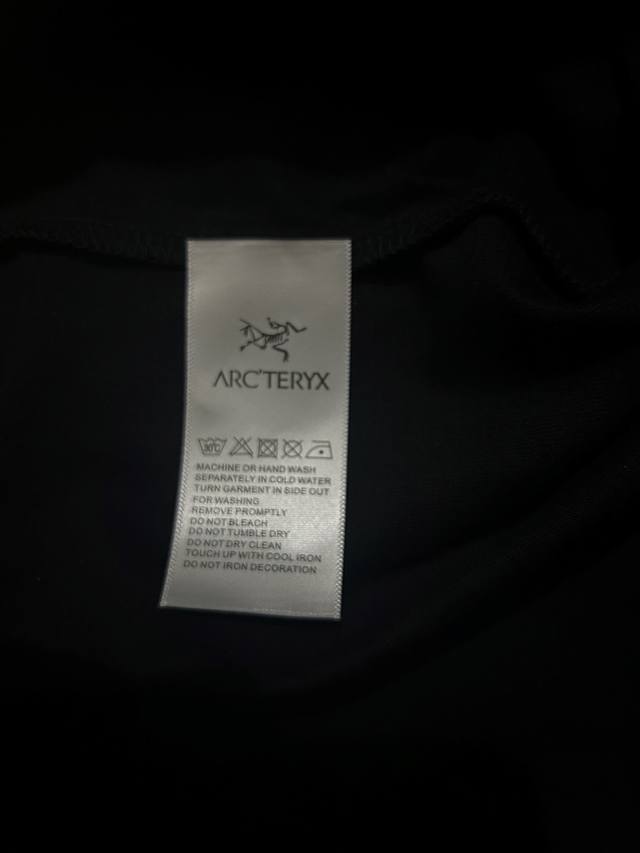 ARC'TERYX
30°C
MACHINE OR HAND WASH
SEPARATELY IN COLD WATER
TURN GARMENT IN SIDE OUT
FOR WASHING
REMOVE PROMPTLY
DO NOT BLEACH
DO NOT TUMBLE DRY
DO NOT DRY CLEAN
TOUCH UP WITH COOL IRON
DO NOT IRON DECORATION